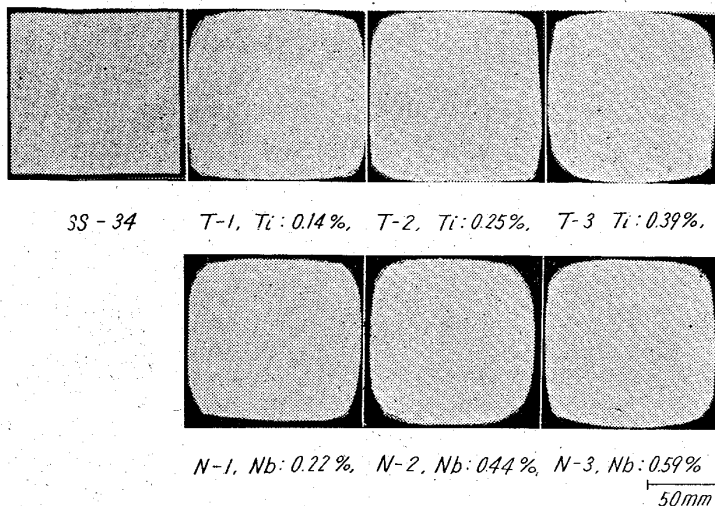 SS-34 T-1, Ti:0.14%, T-2, Ti:0.25%, T-3 Ti:0.39%,
N-1, Nb:0.22%, N-2, Nb:0.44%, N-3, Nb:0.59%
50mm